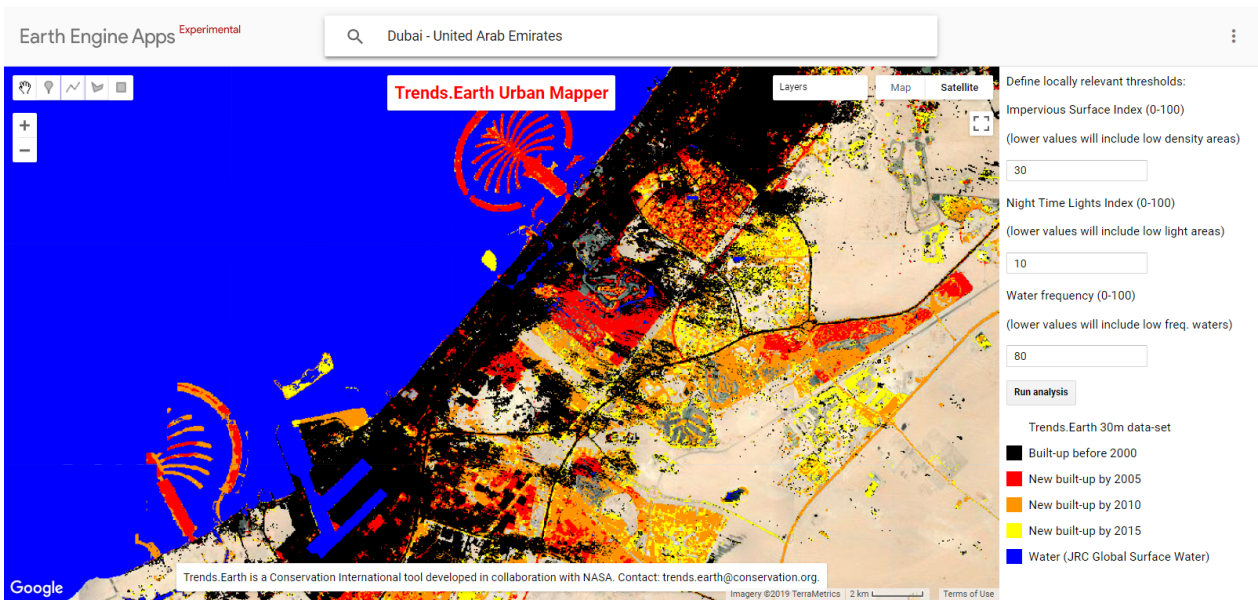 Earth Engine Apps Experimental
Dubai - United Arab Emirates
Trends.Earth Urban Mapper
Layers
Map
Satellite
+
−
Define locally relevant thresholds:
Impervious Surface Index (0-100)
(lower values will include low density areas)
30
Night Time Lights Index (0-100)
(lower values will include low light areas)
10
Water frequency (0-100)
(lower values will include low freq. waters)
80
Run analysis
Trends.Earth 30m data-set
Built-up before 2000
New built-up by 2005
New built-up by 2010
New built-up by 2015
Water (JRC Global Surface Water)
Trends.Earth is a Conservation International tool developed in collaboration with NASA. Contact: trends.earth@conservation.org.
Google
Imagery ©2019 TerraMetrics
2 km
Terms of Use